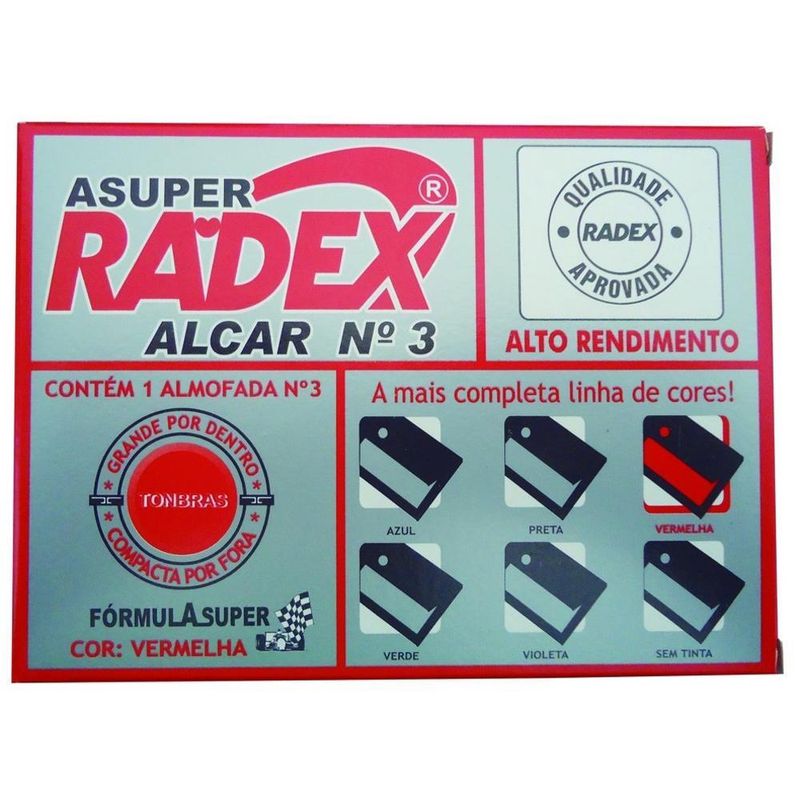 ASUPER
RADEX®
ALCAR Nº 3
QUALIDADE
RADEX
APROVADA
ALTO RENDIMENTO
CONTÉM 1 ALMOFADA Nº3
GRANDE POR DENTRO
TONBRAS
COMPACTA POR FORA
FÓRMULASUPER
COR: VERMELHA
A mais completa linha de cores!
AZUL
PRETA
VERMELHA
VERDE
VIOLETA
SEM TINTA